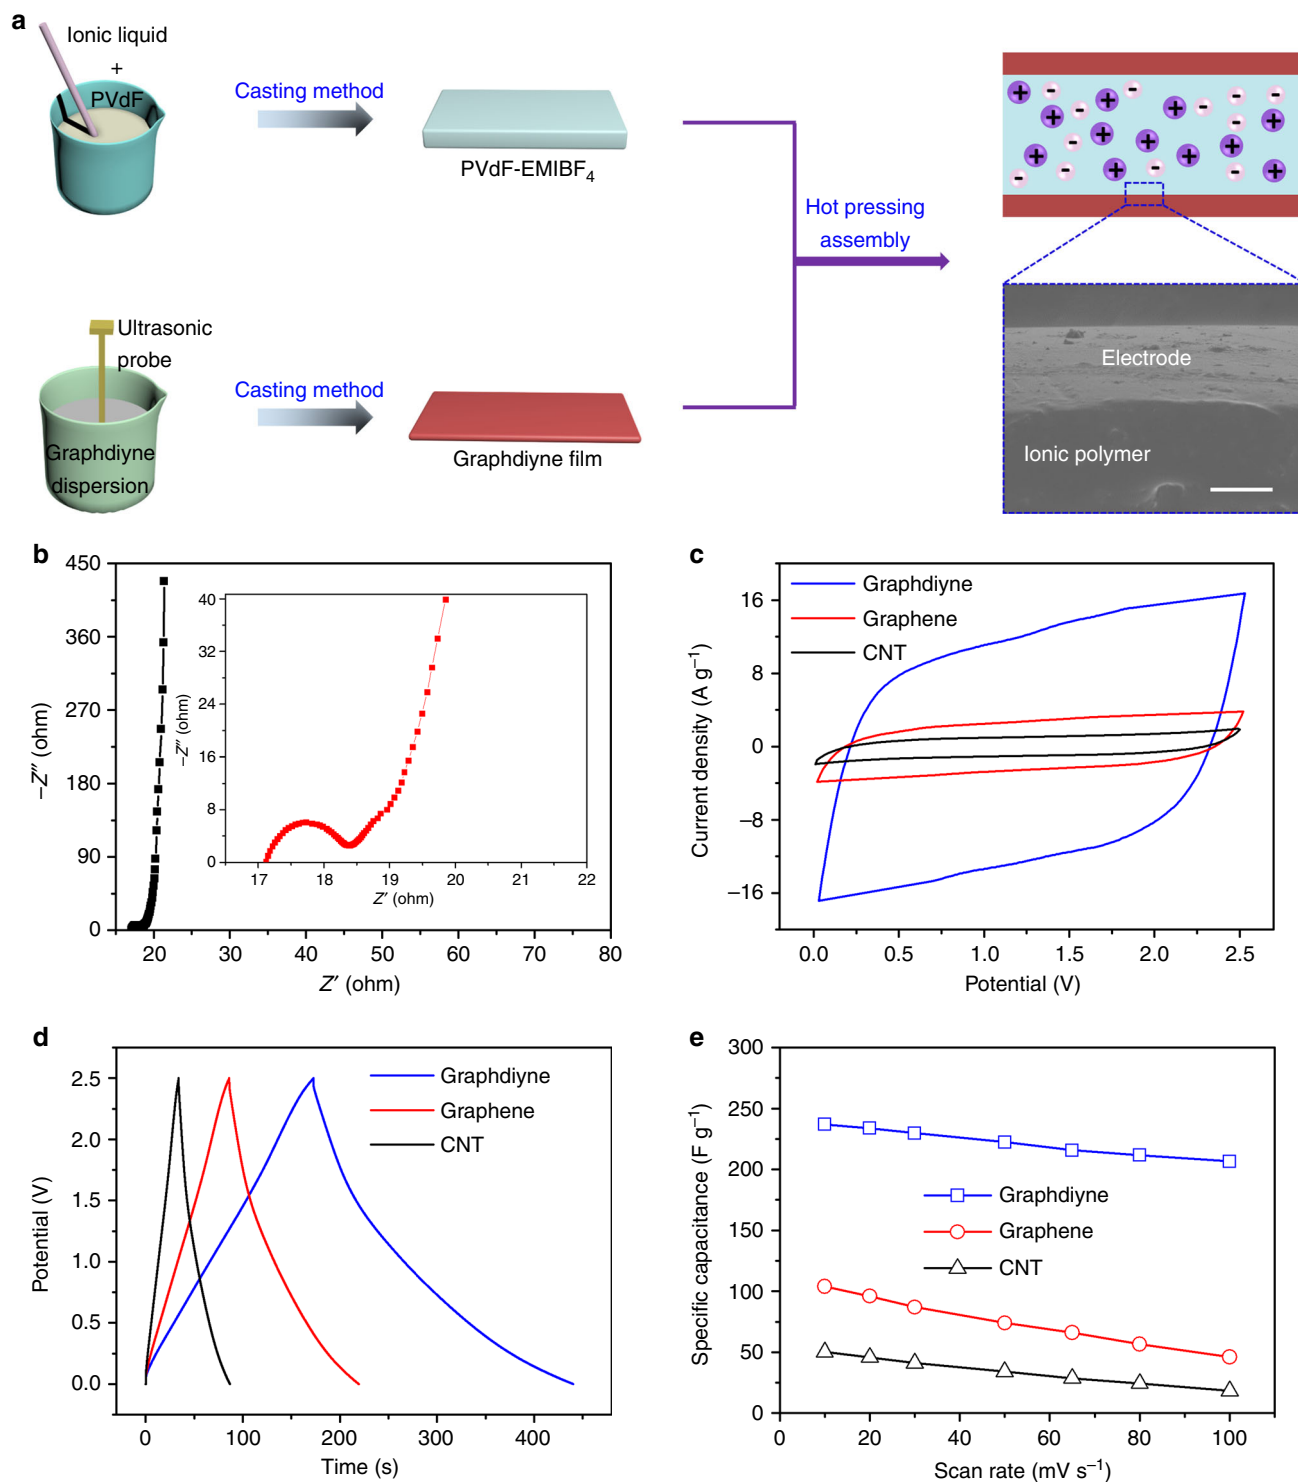 a
Ionic liquid
+
PVdF
Casting method
PVdF-EMIBF4
Hot pressing
assembly
Ultrasonic
probe
Graphdiyne
dispersion
Casting method
Graphdiyne film
+ + + + + + + + + + + +
- - - - - - - - - -
Electrode
Ionic polymer
b
450
360
270
180
90
0
–Z″ (ohm)
20 30 40 50 60 70 80
Z′ (ohm)
40
32
24
16
8
0
–Z″ (ohm)
17 18 19 20 21 22
Z′ (ohm)
c
Graphdiyne
Graphene
CNT
16
8
0
–8
–16
Current density (A g–1)
0.0 0.5 1.0 1.5 2.0 2.5
Potential (V)
d
Graphdiyne
Graphene
CNT
2.5
2.0
1.5
1.0
0.5
0.0
Potential (V)
0 100 200 300 400
Time (s)
e
300
250
200
150
100
50
0
Specific capacitance (F g–1)
Graphdiyne
Graphene
CNT
0 20 40 60 80 100
Scan rate (mV s–1)